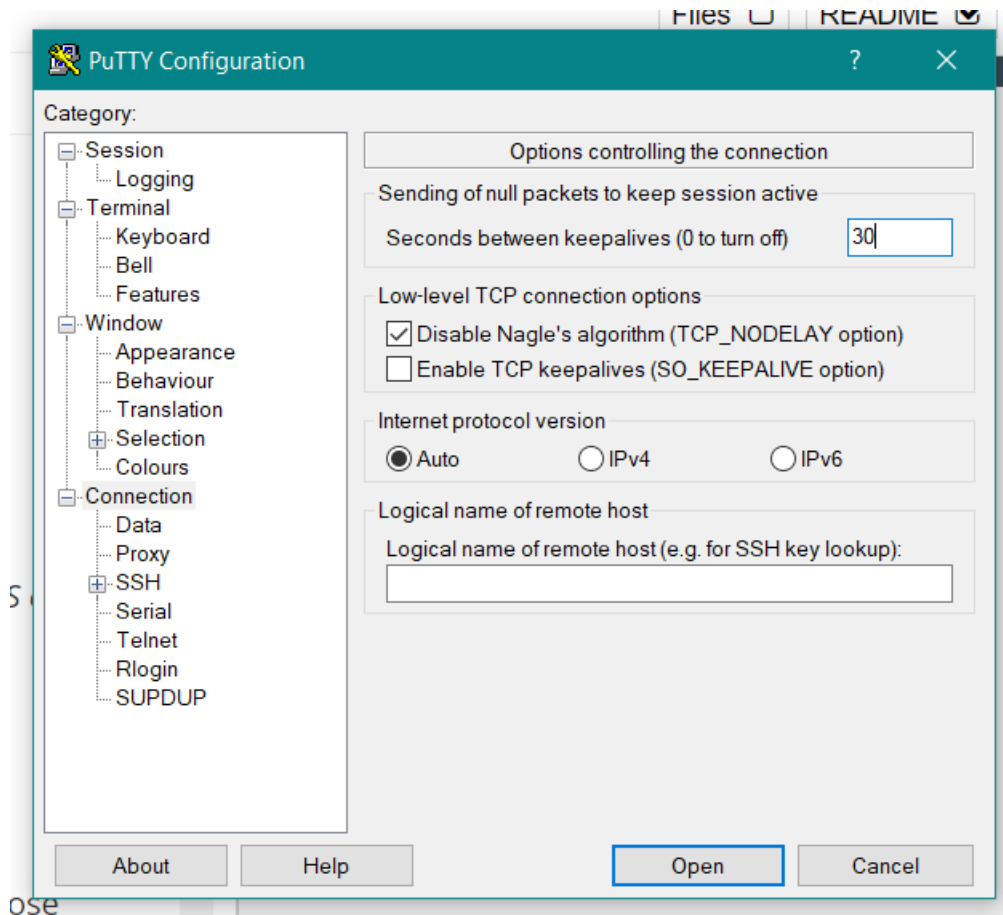 Files README
PuTTY Configuration ? ×
Category:
Session
Logging
Terminal
Keyboard
Bell
Features
Window
Appearance
Behaviour
Translation
Selection
Colours
Connection
Data
Proxy
SSH
Serial
Telnet
Rlogin
SUPDUP
Options controlling the connection
Sending of null packets to keep session active
Seconds between keepalives (0 to turn off) 30
Low-level TCP connection options
Disable Nagle's algorithm (TCP_NODELAY option)
Enable TCP keepalives (SO_KEEPALIVE option)
Internet protocol version
Auto IPv4 IPv6
Logical name of remote host
Logical name of remote host (e.g. for SSH key lookup):
About Help Open Cancel
ose